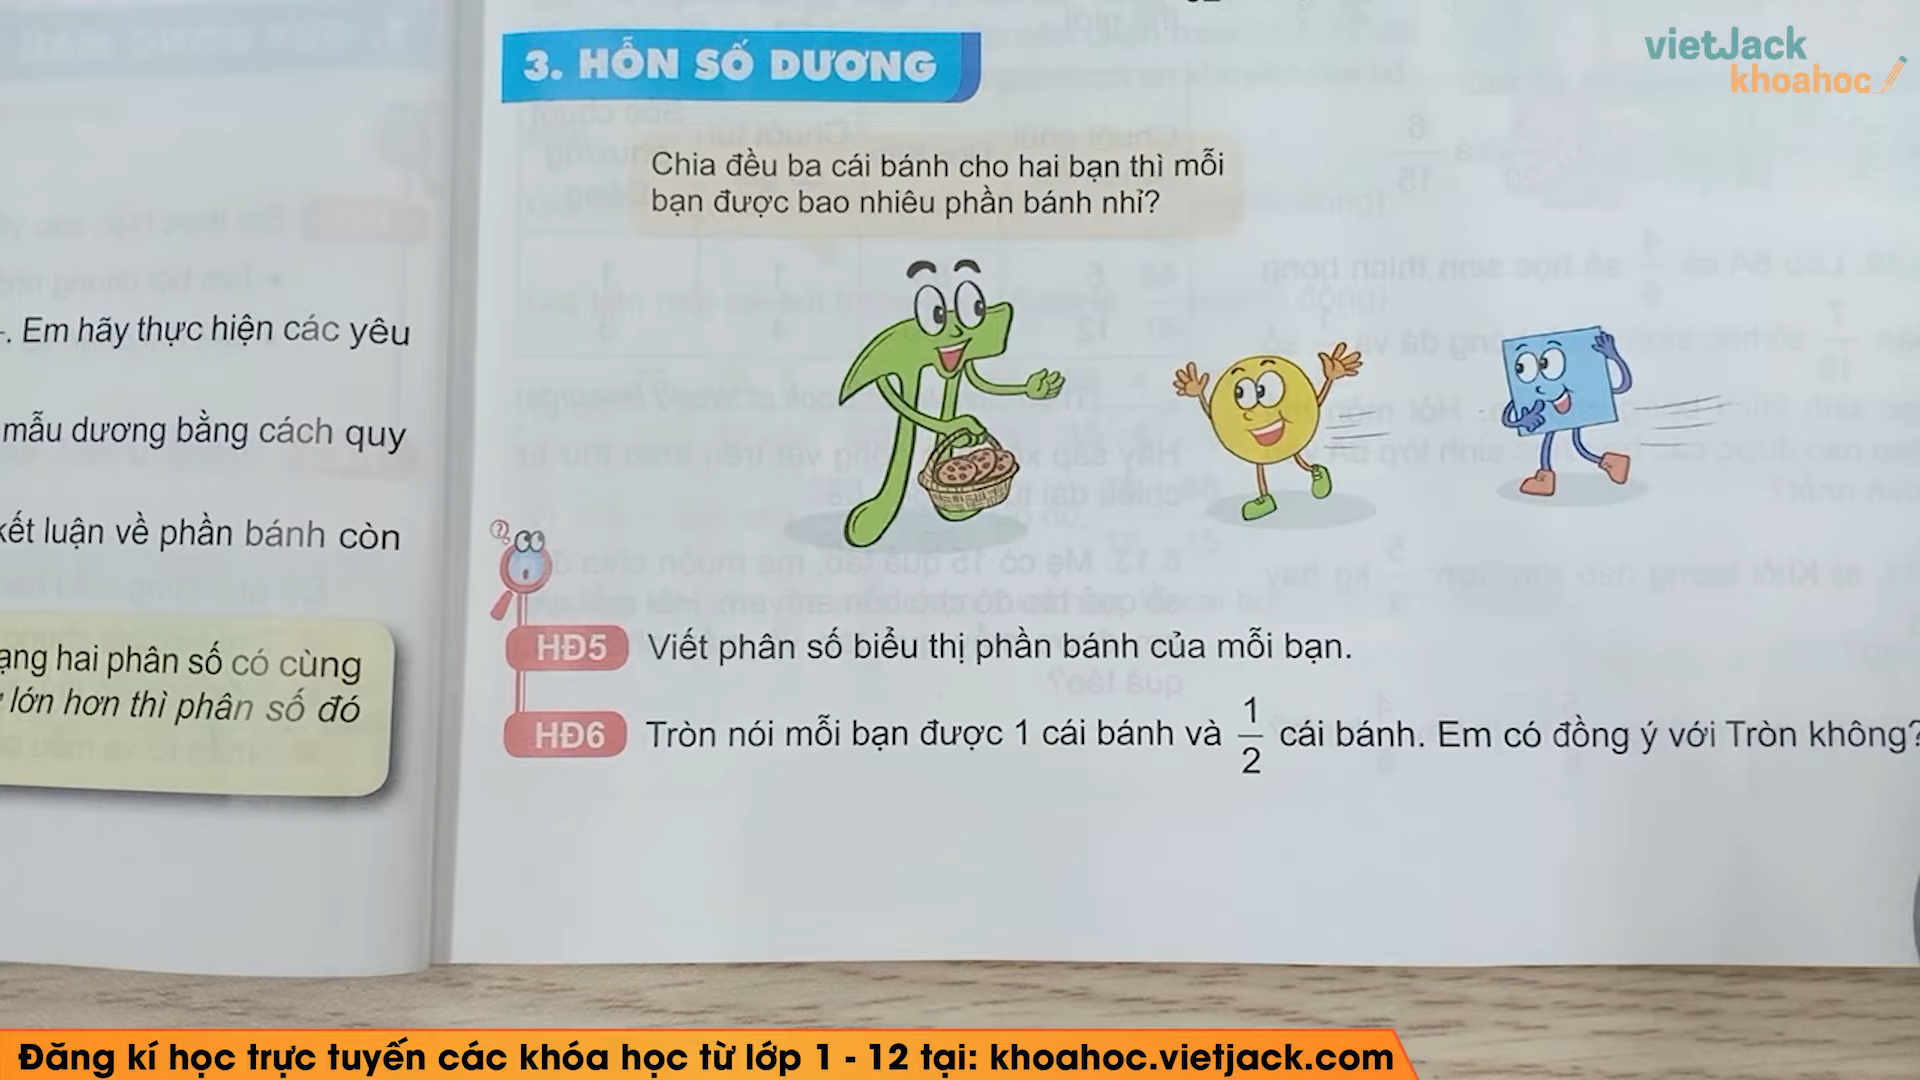 vietJack
khoahoc
3. HỖN SỐ DƯƠNG
Chia đều ba cái bánh cho hai bạn thì mỗi
bạn được bao nhiêu phần bánh nhỉ?
. Em hãy thực hiện các yêu
mẫu dương bằng cách quy
kết luận về phần bánh còn
hai phân số có cùng
lớn hơn thì phân số đó
HĐ5 Viết phân số biểu thị phần bánh của mỗi bạn.
HĐ6 Tròn nói mỗi bạn được 1 cái bánh và 1/2 cái bánh. Em có đồng ý với Tròn không?
Đăng kí học trực tuyến các khóa học từ lớp 1 - 12 tại: khoahoc.vietjack.com